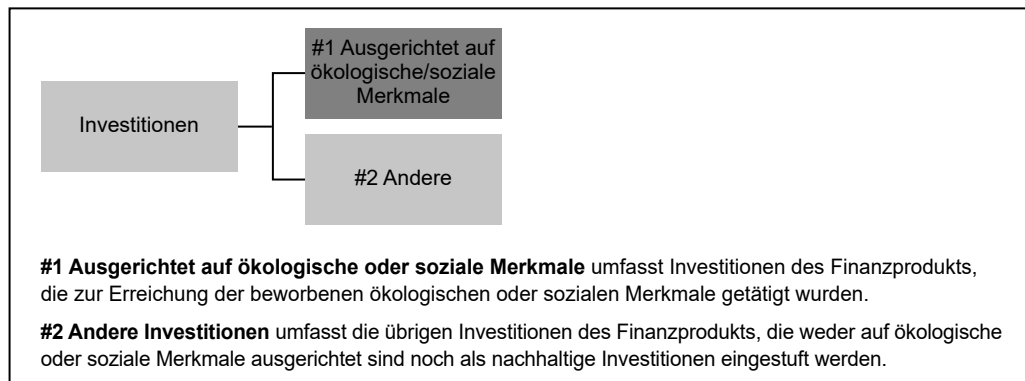 #1 Ausgerichtet auf
ökologische/soziale
Merkmale
Investitionen
#2 Andere
#1 Ausgerichtet auf ökologische oder soziale Merkmale umfasst Investitionen des Finanzprodukts,
die zur Erreichung der beworbenen ökologischen oder sozialen Merkmale getätigt wurden.
#2 Andere Investitionen umfasst die übrigen Investitionen des Finanzprodukts, die weder auf ökologische
oder soziale Merkmale ausgerichtet sind noch als nachhaltige Investitionen eingestuft werden.